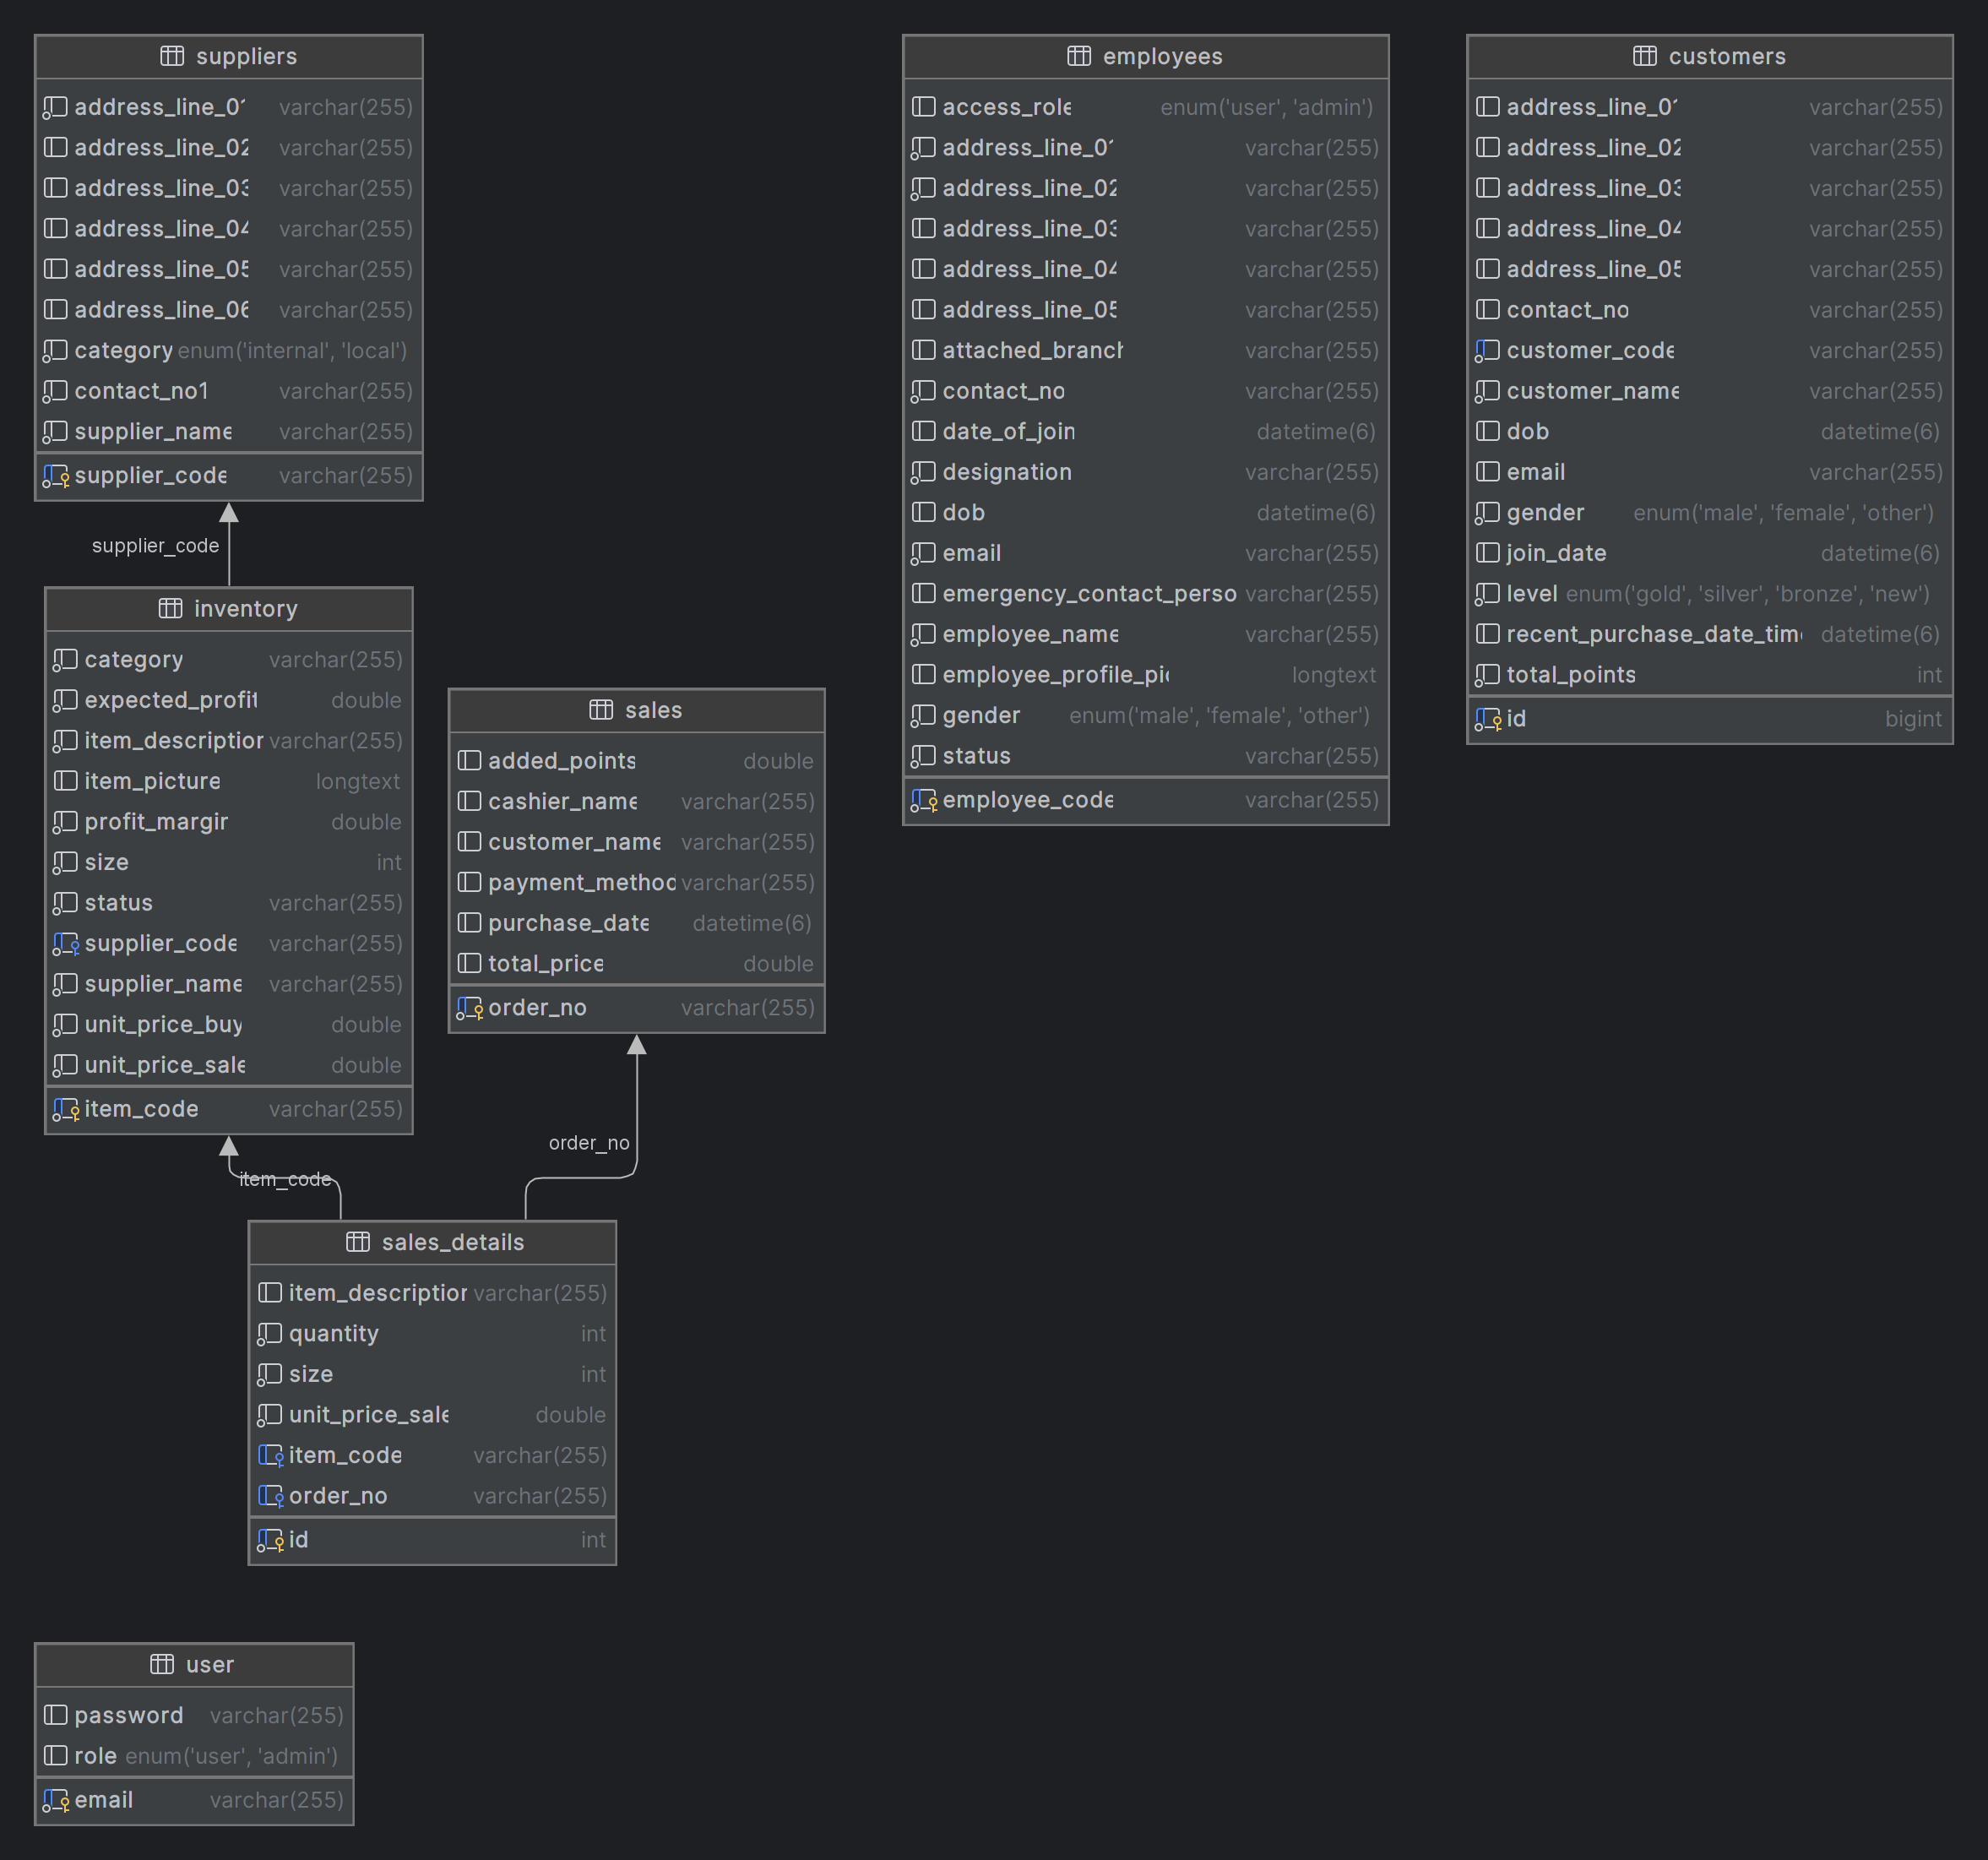 suppliers
address_line_01 varchar(255)
address_line_02 varchar(255)
address_line_03 varchar(255)
address_line_04 varchar(255)
address_line_05 varchar(255)
address_line_06 varchar(255)
category enum('internal', 'local')
contact_no1 varchar(255)
supplier_name varchar(255)
supplier_code varchar(255)
supplier_code
inventory
category varchar(255)
expected_profit double
item_description varchar(255)
item_picture longtext
profit_margin double
size int
status varchar(255)
supplier_code varchar(255)
supplier_name varchar(255)
unit_price_buy double
unit_price_sale double
item_code varchar(255)
item_code
sales
added_points double
cashier_name varchar(255)
customer_name varchar(255)
payment_method varchar(255)
purchase_date datetime(6)
total_price double
order_no varchar(255)
order_no
sales_details
item_description varchar(255)
quantity int
size int
unit_price_sale double
item_code varchar(255)
order_no varchar(255)
id int
user
password varchar(255)
role enum('user', 'admin')
email varchar(255)
employees
access_role enum('user', 'admin')
address_line_01 varchar(255)
address_line_02 varchar(255)
address_line_03 varchar(255)
address_line_04 varchar(255)
address_line_05 varchar(255)
attached_branch varchar(255)
contact_no varchar(255)
date_of_join datetime(6)
designation varchar(255)
dob datetime(6)
email varchar(255)
emergency_contact_perso varchar(255)
employee_name varchar(255)
employee_profile_pic longtext
gender enum('male', 'female', 'other')
status varchar(255)
employee_code varchar(255)
customers
address_line_01 varchar(255)
address_line_02 varchar(255)
address_line_03 varchar(255)
address_line_04 varchar(255)
address_line_05 varchar(255)
contact_no varchar(255)
customer_code varchar(255)
customer_name varchar(255)
dob datetime(6)
email varchar(255)
gender enum('male', 'female', 'other')
join_date datetime(6)
level enum('gold', 'silver', 'bronze', 'new')
recent_purchase_date_time datetime(6)
total_points int
id bigint